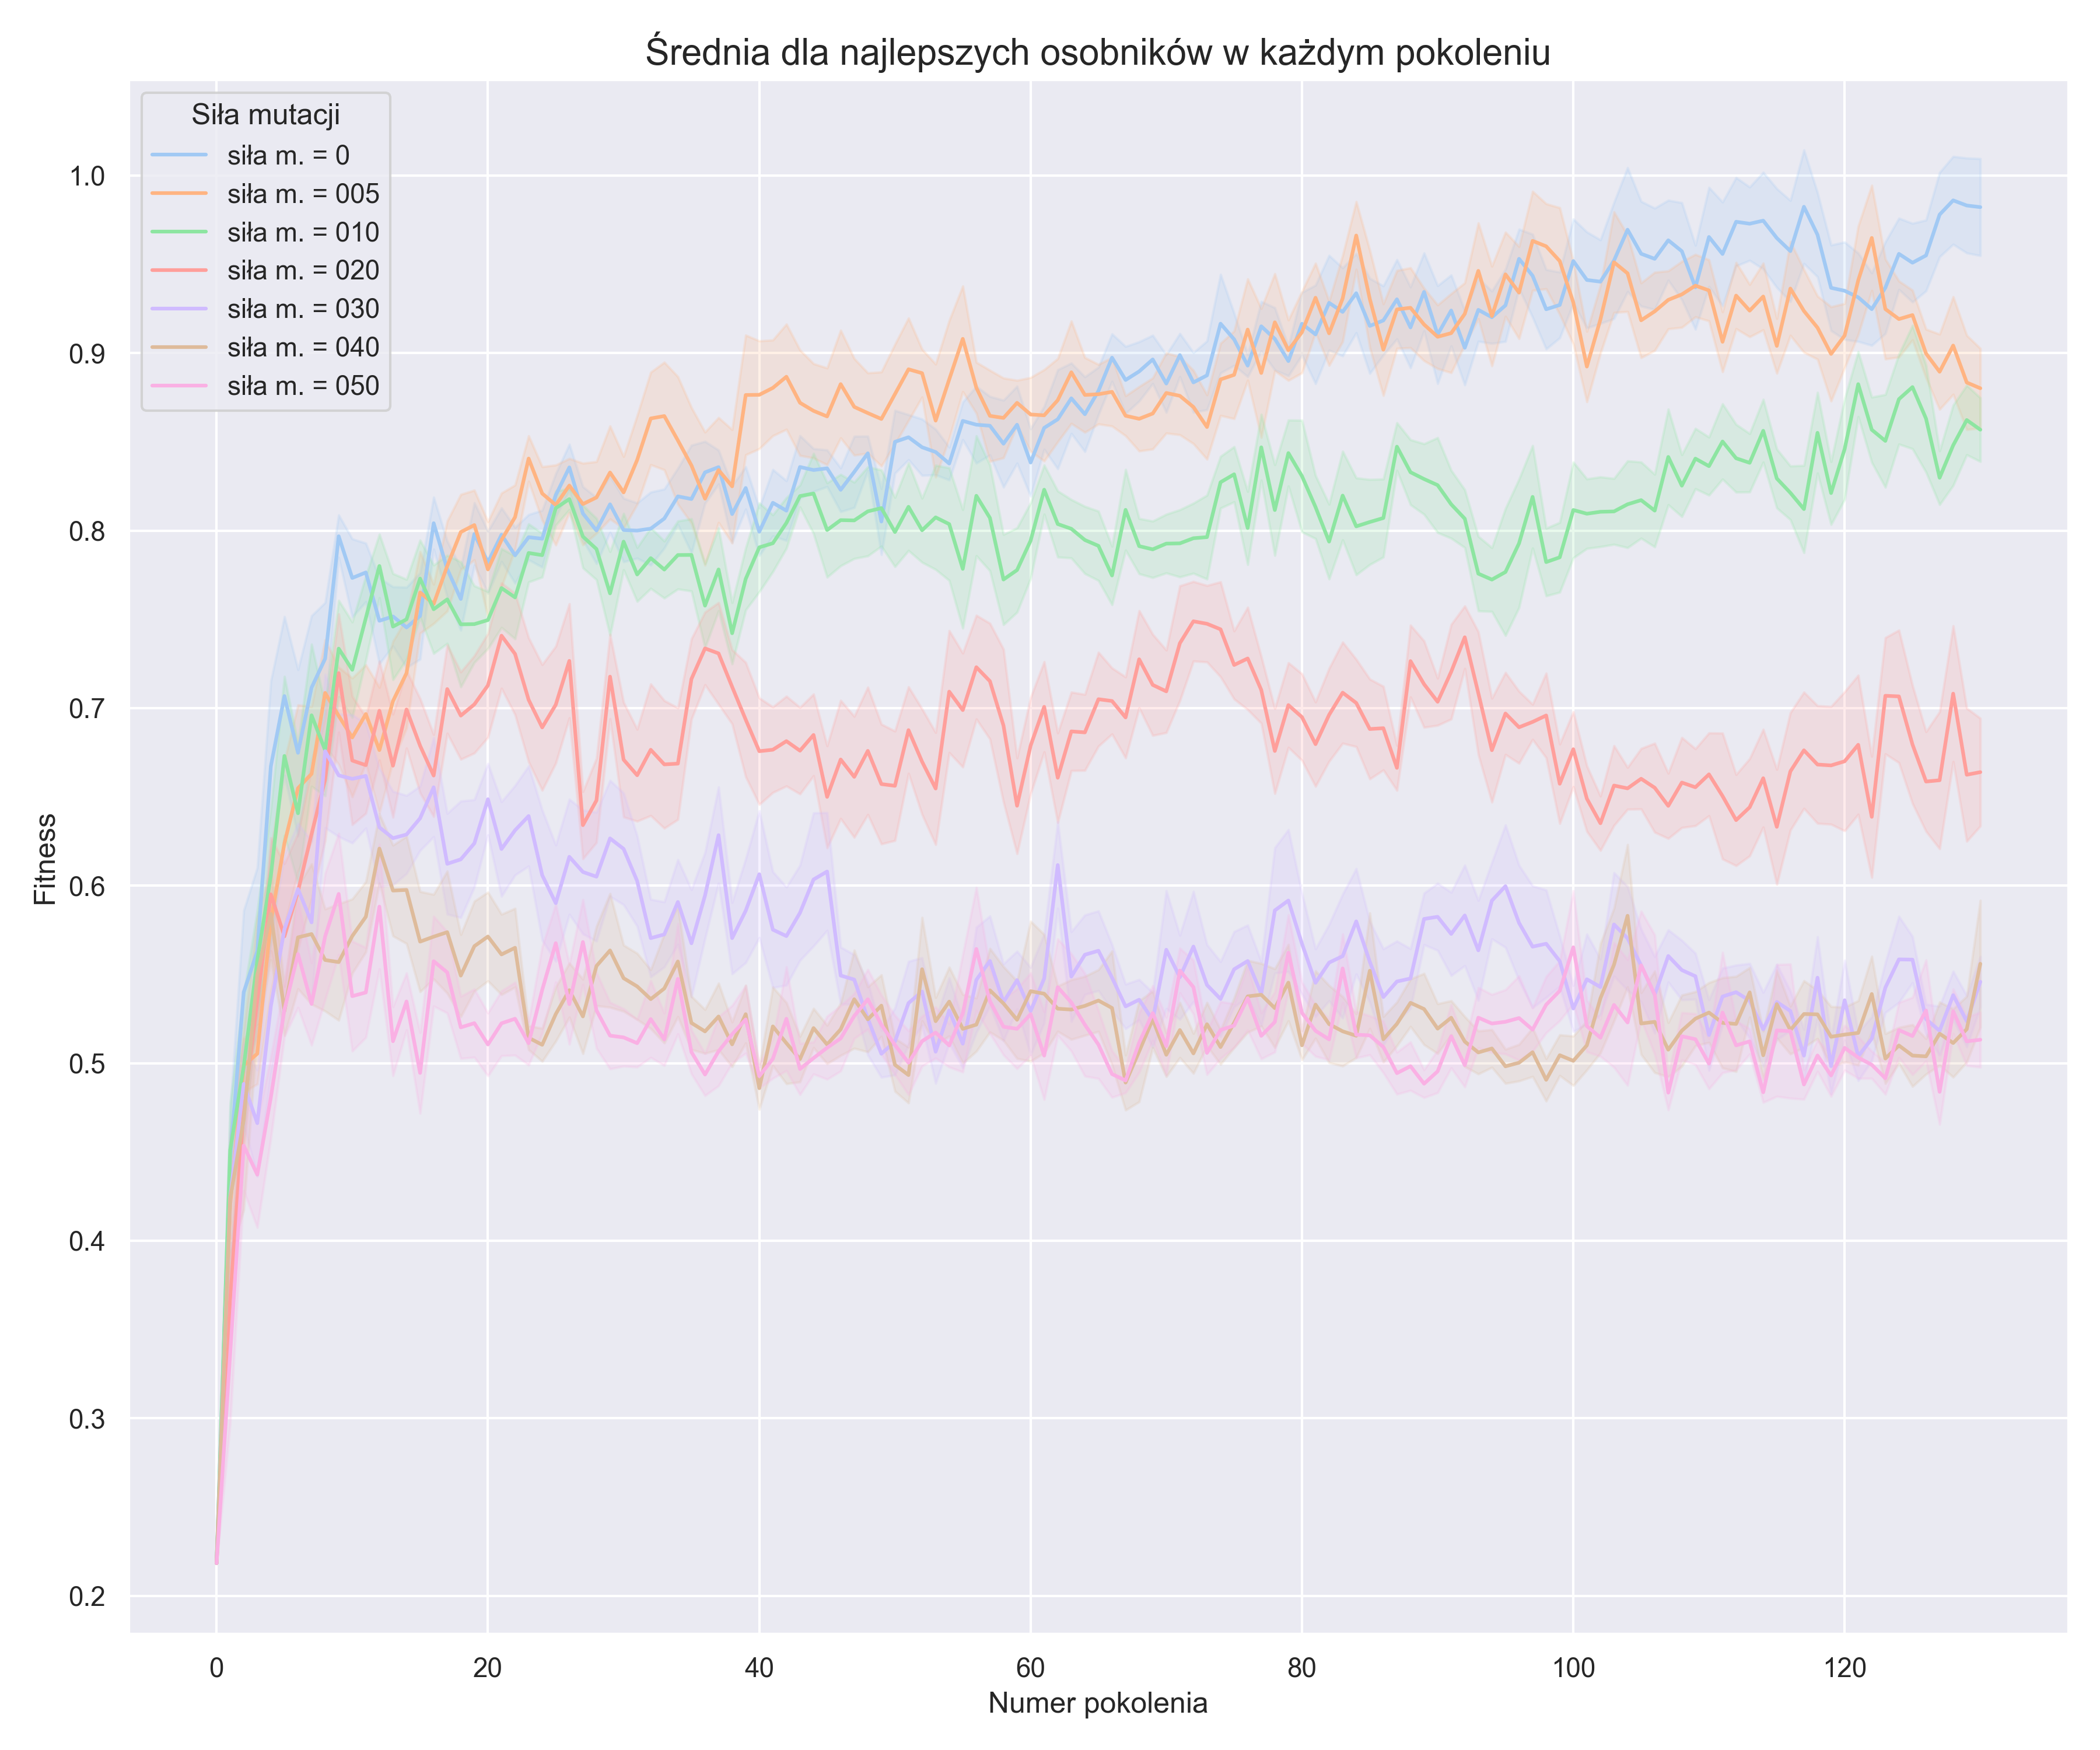 Średnia dla najlepszych osobników w każdym pokoleniu
Siła mutacji
siła m. = 0
siła m. = 005
siła m. = 010
siła m. = 020
siła m. = 030
siła m. = 040
siła m. = 050
1.0
0.9
0.8
0.7
0.6
0.5
0.4
0.3
0.2
Fitness
0 20 40 60 80 100 120
Numer pokolenia